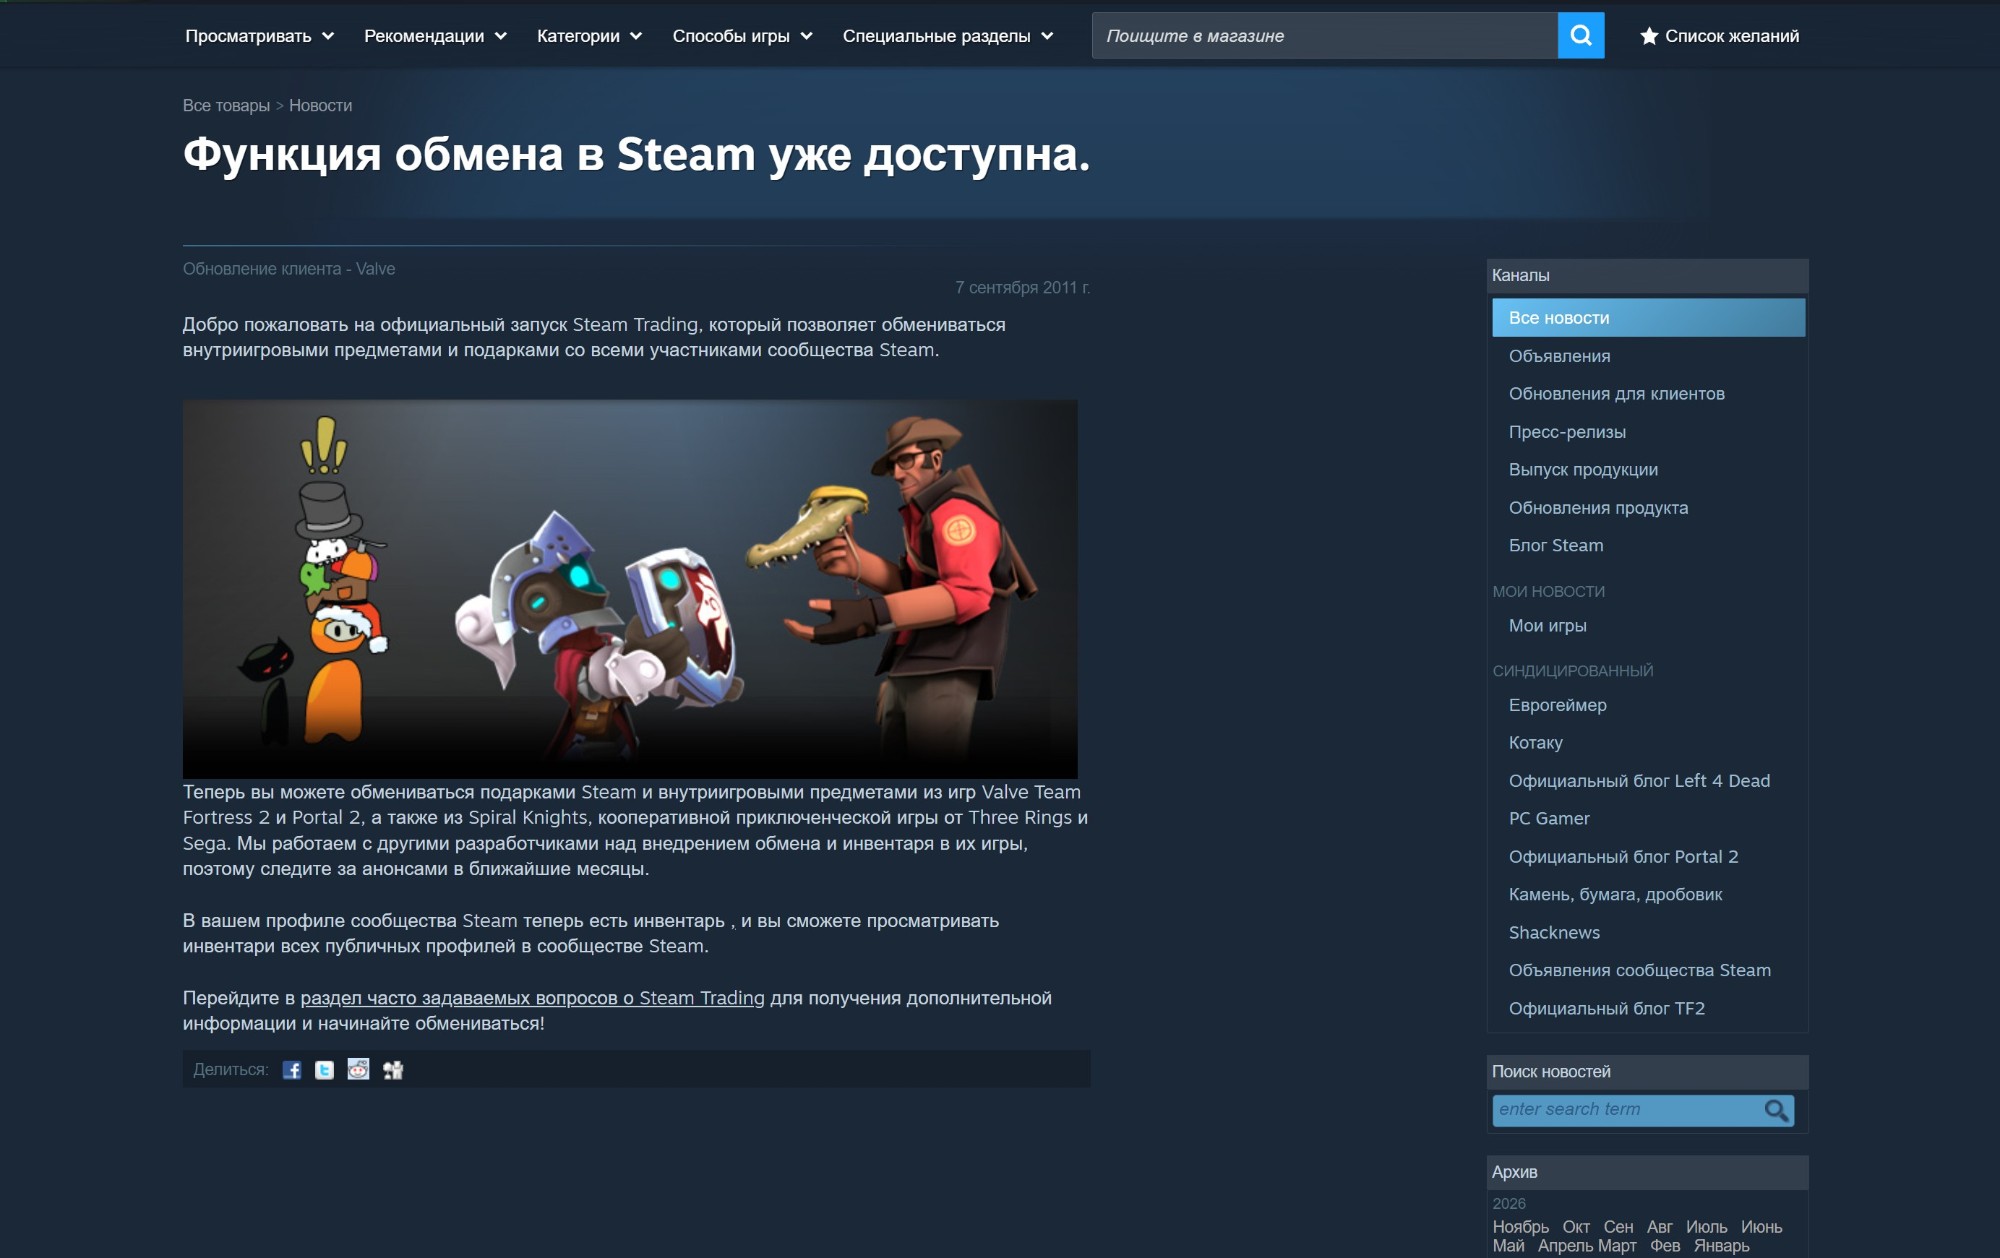 Просматривать Рекомендации Категории Способы игры Специальные разделы Поищите в магазине Список желаний
Все товары > Новости
Функция обмена в Steam уже доступна.
Обновление клиента - Valve
7 сентября 2011 г.
Добро пожаловать на официальный запуск Steam Trading, который позволяет обмениваться
внутриигровыми предметами и подарками со всеми участниками сообщества Steam.
Теперь вы можете обмениваться подарками Steam и внутриигровыми предметами из игр Valve Team
Fortress 2 и Portal 2, а также из Spiral Knights, кооперативной приключенческой игры от Three Rings и
Sega. Мы работаем с другими разработчиками над внедрением обмена и инвентаря в их игры,
поэтому следите за анонсами в ближайшие месяцы.
В вашем профиле сообщества Steam теперь есть инвентарь , и вы сможете просматривать
инвентари всех публичных профилей в сообществе Steam.
Перейдите в раздел часто задаваемых вопросов о Steam Trading для получения дополнительной
информации и начинайте обмениваться!
Делиться:
Каналы
Все новости
Объявления
Обновления для клиентов
Пресс-релизы
Выпуск продукции
Обновления продукта
Блог Steam
МОИ НОВОСТИ
Мои игры
СИНДИЦИРОВАННЫЙ
Еврогеймер
Котаку
Официальный блог Left 4 Dead
PC Gamer
Официальный блог Portal 2
Камень, бумага, дробовик
Shacknews
Объявления сообщества Steam
Официальный блог TF2
Поиск новостей
enter search term
Архив
2026
Ноябрь Окт Сен Авг Июль Июнь
Май Апрель Март Фев Январь